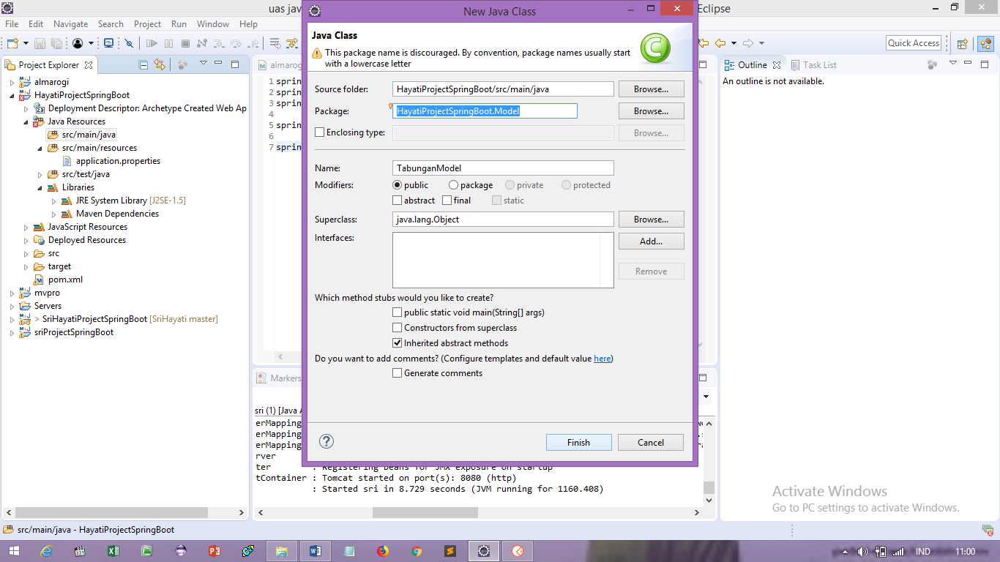 uas jav
New Java Class
Eclipse
File Edit Navigate Search Project Run Window Help
Quick Access
Project Explorer
almarogi
HayatiProjectSpringBoot
Deployment Descriptor: Archetype Created Web Ap
Java Resources
src/main/java
src/main/resources
application.properties
src/test/java
Libraries
JRE System Library [J2SE-1.5]
Maven Dependencies
JavaScript Resources
Deployed Resources
src
target
pom.xml
mvpro
Servers
> SriHayatiProjectSpringBoot [SriHayati master]
sriProjectSpringBoot
almarog
1 sprin
2 sprin
3 sprin
4
5 sprin
6
7 sprin
Java Class
This package name is discouraged. By convention, package names usually start
with a lowercase letter
Source folder: HayatiProjectSpringBoot/src/main/java Browse...
Package: HayatiProjectSpringBoot.Model Browse...
Enclosing type: Browse...
Name: TabunganModel
Modifiers: public package private protected
abstract final static
Superclass: java.lang.Object Browse...
Interfaces: Add...
Remove
Which method stubs would you like to create?
public static void main(String[] args)
Constructors from superclass
Inherited abstract methods
Do you want to add comments? (Configure templates and default value here)
Generate comments
Finish Cancel
Outline Task List
An outline is not available.
Markers
sri (1) [Java A
erMapping
erMapping
erMapping
rver
ter : Registering beans for JMX exposure on startup
tContainer : Tomcat started on port(s): 8080 (http)
: Started sri in 8.729 seconds (JVM running for 1160.408)
Activate Windows
Go to PC settings to activate Windows.
src/main/java - HayatiProjectSpringBoot
IND 11:00